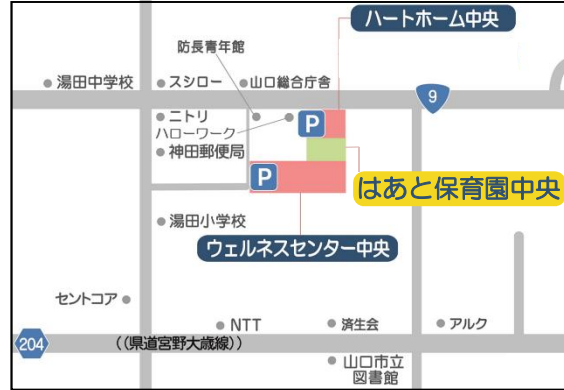 ハートホーム中央
防長青年館
湯田中学校
スシロー
山口総合庁舎
9
ニトリ
ハローワーク
P
神田郵便局
P
はあと保育園中央
湯田小学校
ウェルネスセンター中央
セントコア
NTT
済生会
アルク
204
((県道宮野大歳線))
山口市立
図書館